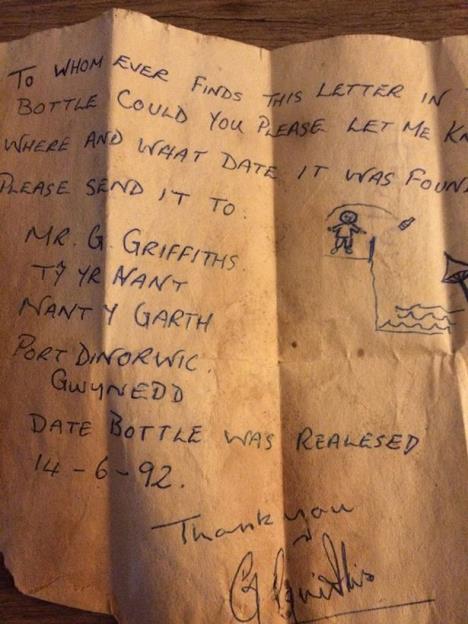 TO WHOM EVER FINDS THIS LETTER IN
BOTTLE COULD YOU PLEASE LET ME
WHERE AND WHAT DATE IT WAS FOUN
PLEASE SEND IT TO.
MR. G. GRIFFITHS
TŶ YR NANT
NANT Y GARTH
PORT DINORWIC.
GWYNEDD
DATE BOTTLE WAS REALESED
14-6-92.
Thank you
G Griffiths